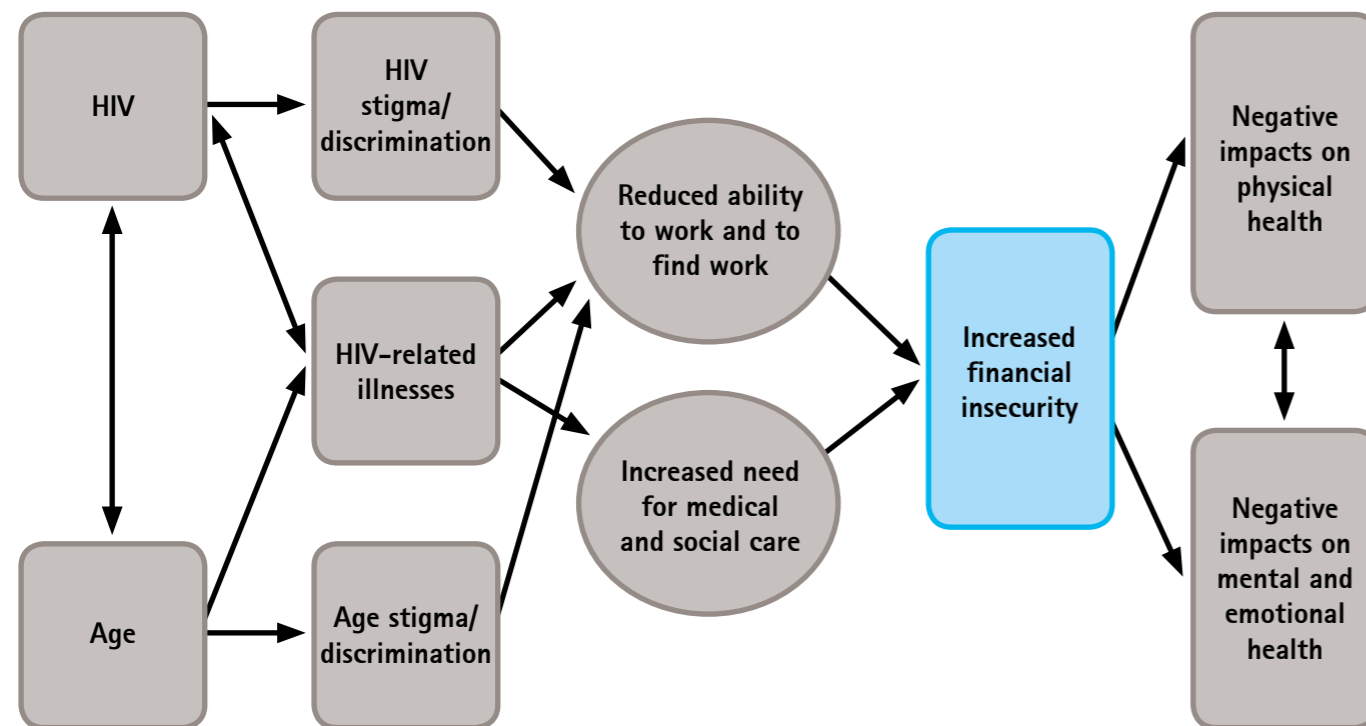 HIV
HIV
stigma/
discrimination
Reduced ability
to work and to
find work
Negative
impacts on
physical
health
HIV-related
illnesses
Increased
financial
insecurity
Increased need
for medical
and social care
Age
Age stigma/
discrimination
Negative
impacts on
mental and
emotional
health